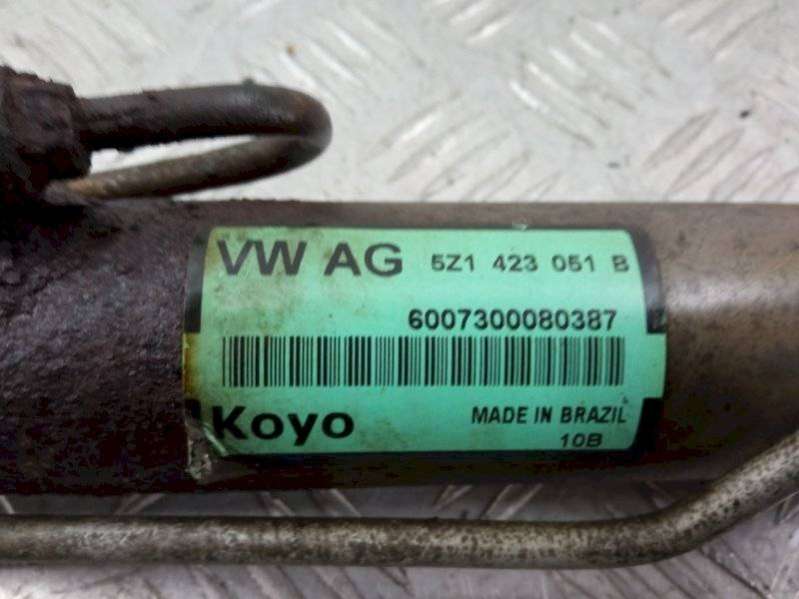 VW AG 5Z1 423 051 B
6007300080387
Koyo MADE IN BRAZIL
10B